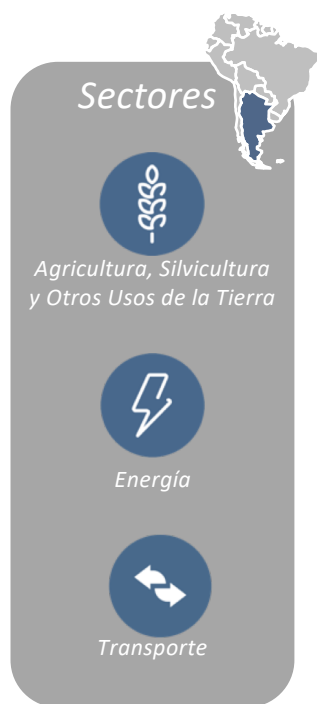 Sectores
Agricultura, Silvicultura
y Otros Usos de la Tierra
Energía
Transporte